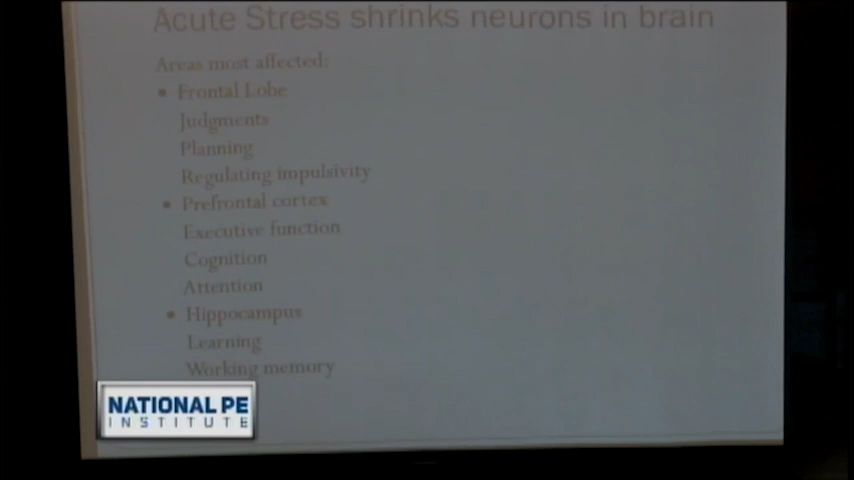 Acute Stress shrinks neurons in brain
Areas most affected:
• Frontal Lobe
Judgments
Planning
Regulating impulsivity
• Prefrontal cortex
Executive function
Cognition
Attention
• Hippocampus
Learning
Working memory
NATIONAL PE
INSTITUTE